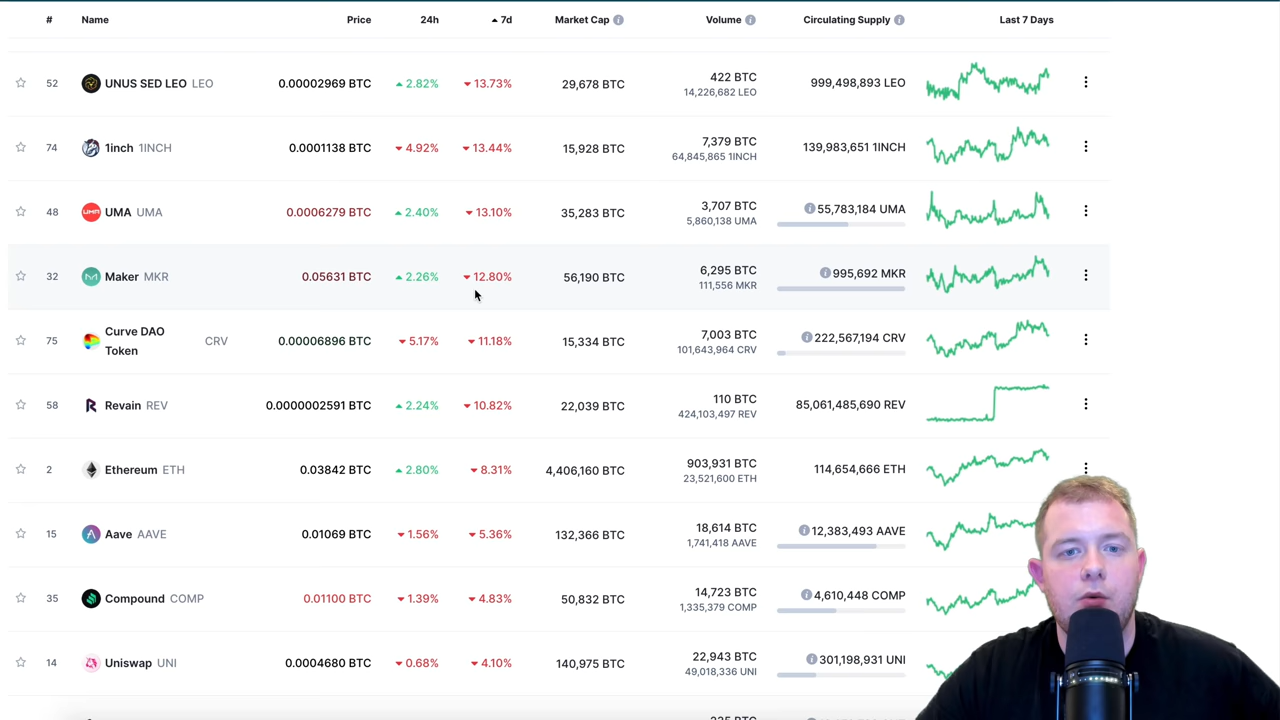 # Name Price 24h 7d Market Cap Volume Circulating Supply Last 7 Days
52 UNUS SED LEO LEO 0.00002969 BTC 2.82% 13.73% 29,678 BTC 422 BTC 999,498,893 LEO
14,226,682 LEO
74 1inch 1INCH 0.0001138 BTC 4.92% 13.44% 15,928 BTC 7,379 BTC 139,983,651 1INCH
64,845,865 1INCH
48 UMA UMA UMA 0.0006279 BTC 2.40% 13.10% 35,283 BTC 3,707 BTC 55,783,184 UMA
5,860,138 UMA
32 Maker MKR 0.05631 BTC 2.26% 12.80% 56,190 BTC 6,295 BTC 995,692 MKR
111,556 MKR
75 Curve DAO Token CRV 0.00006896 BTC 5.17% 11.18% 15,334 BTC 7,003 BTC 222,567,194 CRV
101,643,964 CRV
58 Revain REV 0.0000002591 BTC 2.24% 10.82% 22,039 BTC 110 BTC 85,061,485,690 REV
424,103,497 REV
2 Ethereum ETH 0.03842 BTC 2.80% 8.31% 4,406,160 BTC 903,931 BTC 114,654,666 ETH
23,521,600 ETH
15 Aave AAVE 0.01069 BTC 1.56% 5.36% 132,366 BTC 18,614 BTC 12,383,493 AAVE
1,741,418 AAVE
35 Compound COMP 0.01100 BTC 1.39% 4.83% 50,832 BTC 14,723 BTC 4,610,448 COMP
1,335,379 COMP
14 Uniswap UNI 0.0004680 BTC 0.68% 4.10% 140,975 BTC 22,943 BTC 301,198,931 UNI
49,018,336 UNI